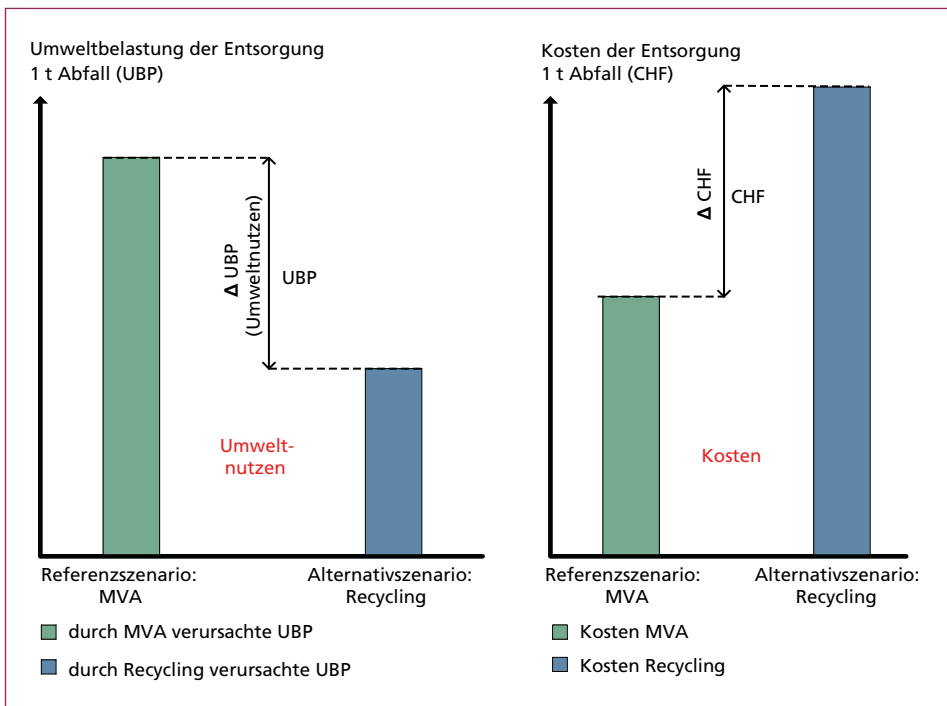 Umweltbelastung der Entsorgung
1 t Abfall (UBP)
Δ UBP
(Umweltnutzen)
UBP
Umwelt-
nutzen
Referenzszenario:
MVA
Alternativszenario:
Recycling
durch MVA verursachte UBP
durch Recycling verursachte UBP
Kosten der Entsorgung
1 t Abfall (CHF)
Δ CHF
CHF
Kosten
Referenzszenario:
MVA
Alternativszenario:
Recycling
Kosten MVA
Kosten Recycling